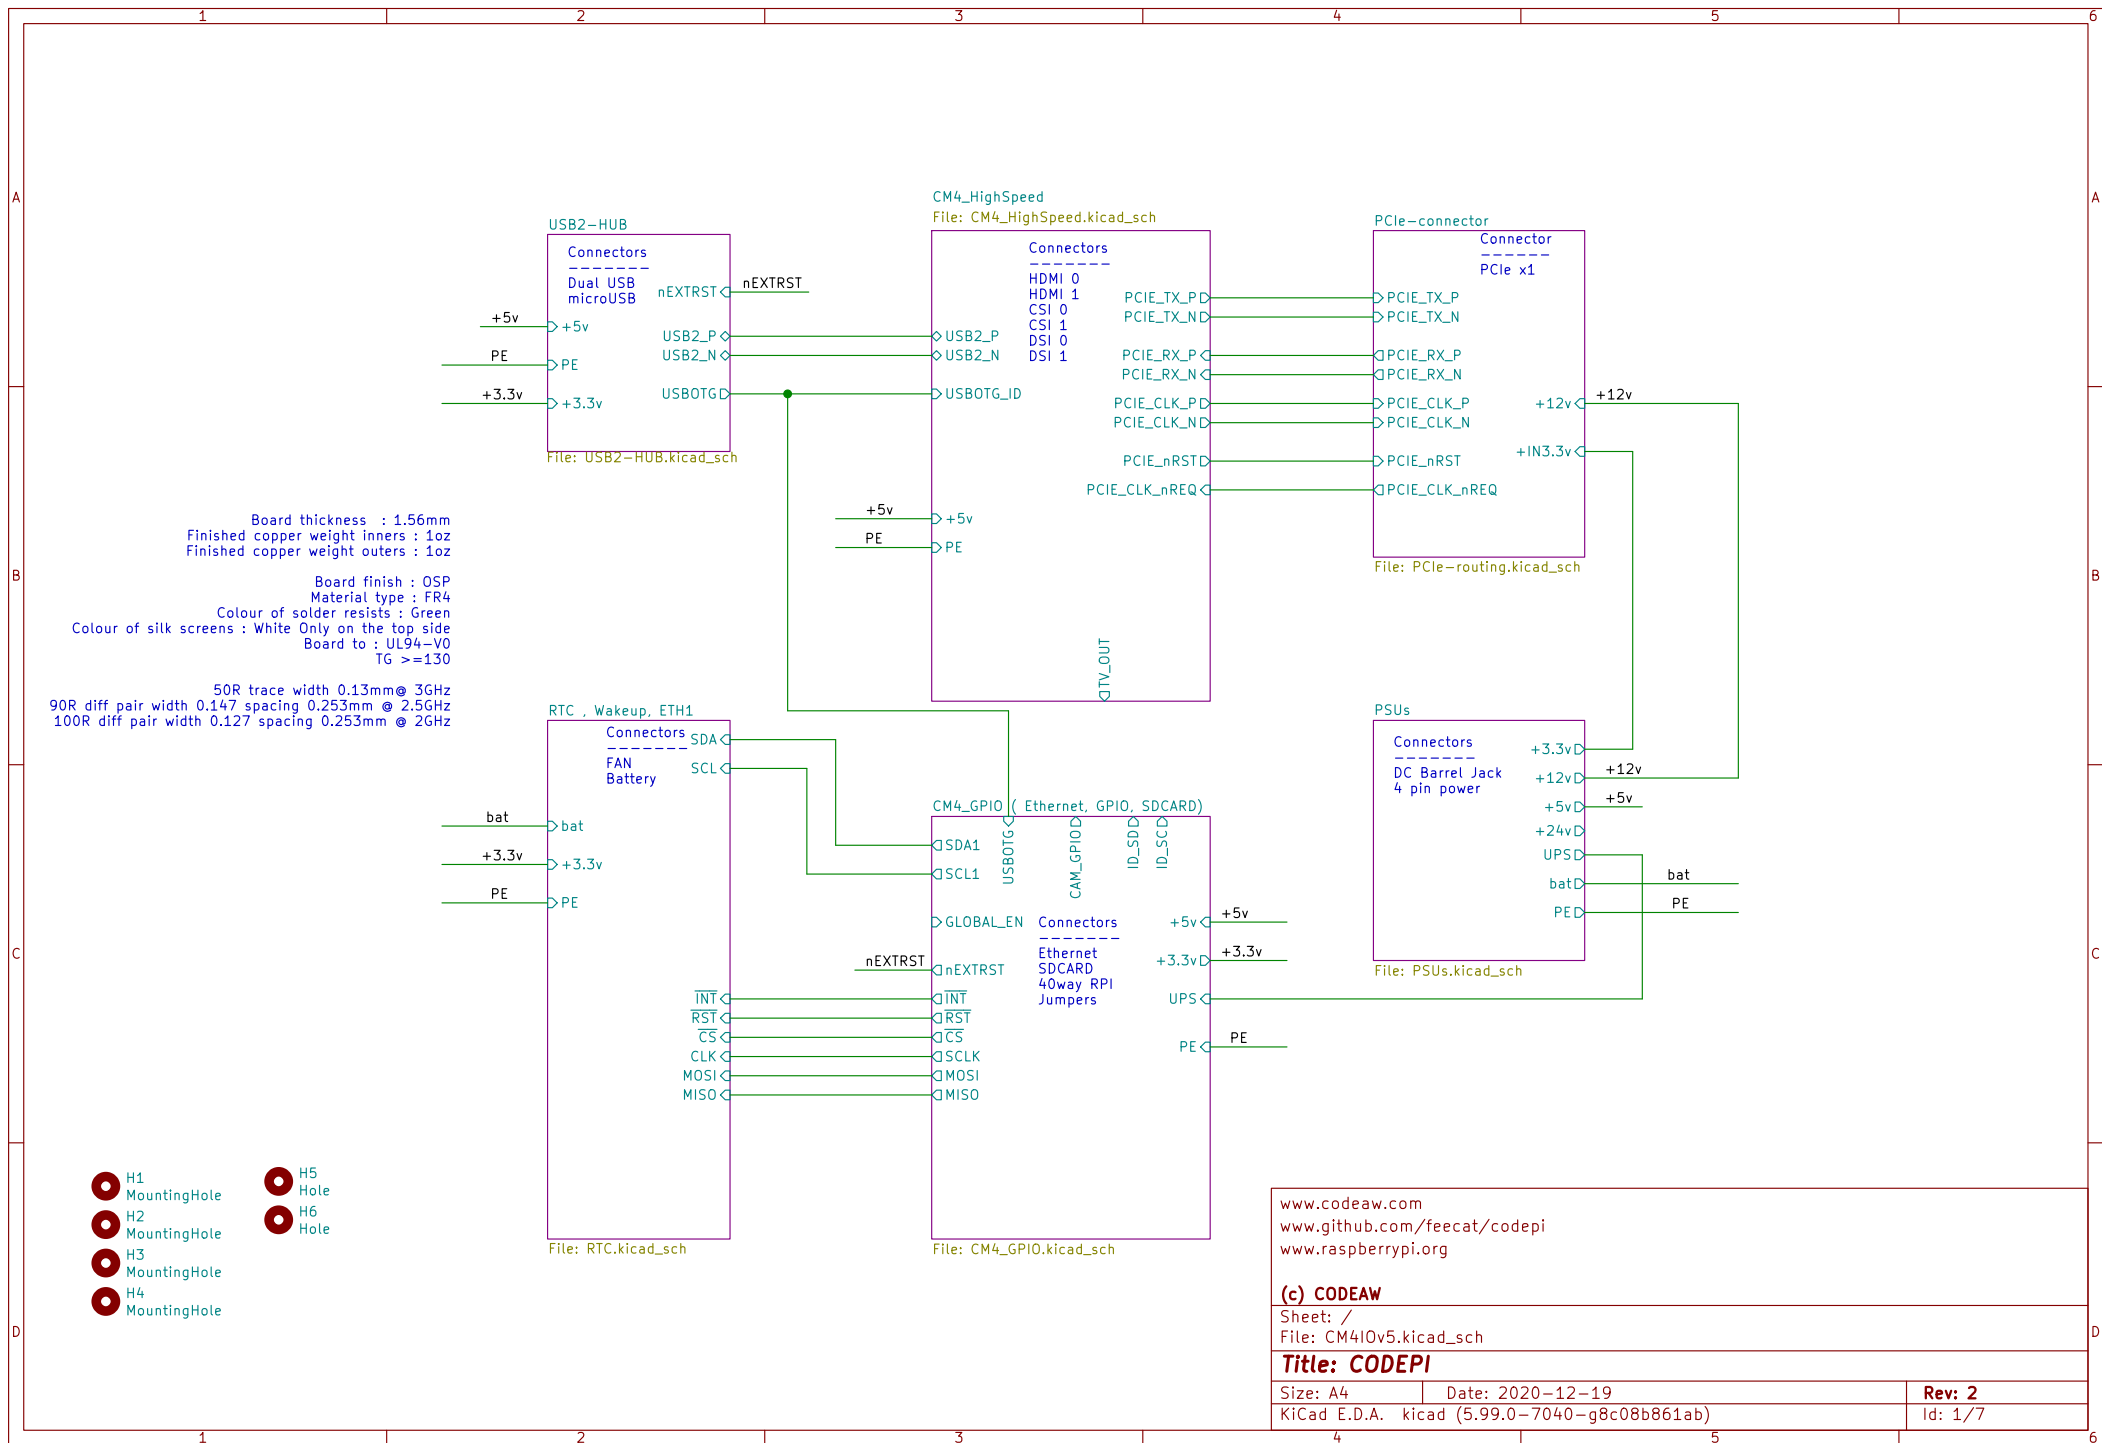 1 2 3 4 5 6
A
B
C
D
A
B
C
D
1 2 3 4 5 6
USB2-HUB
Connectors
-------
Dual USB
microUSB
nEXTRST
nEXTRST
+5v
+5v
USB2_P
PE
PE
USB2_N
+3.3v
+3.3v
USBOTG
File: USB2-HUB.kicad_sch
CM4_HighSpeed
File: CM4_HighSpeed.kicad_sch
Connectors
-------
HDMI 0
HDMI 1
CSI 0
CSI 1
DSI 0
DSI 1
USB2_P
USB2_N
USBOTG_ID
+5v
+5v
PE
PE
PCIE_TX_P
PCIE_TX_N
PCIE_RX_P
PCIE_RX_N
PCIE_CLK_P
PCIE_CLK_N
PCIE_nRST
PCIE_CLK_nREQ
TV_OUT
PCIe-connector
Connector
------
PCIe x1
PCIE_TX_P
PCIE_TX_N
PCIE_RX_P
PCIE_RX_N
PCIE_CLK_P
PCIE_CLK_N
PCIE_nRST
PCIE_CLK_nREQ
+12v
+12v
+IN3.3v
File: PCIe-routing.kicad_sch
Board thickness : 1.56mm
Finished copper weight inners : 1oz
Finished copper weight outers : 1oz
Board finish : OSP
Material type : FR4
Colour of solder resists : Green
Colour of silk screens : White Only on the top side
Board to : UL94-V0
TG >=130
50R trace width 0.13mm@ 3GHz
90R diff pair width 0.147 spacing 0.253mm @ 2.5GHz
100R diff pair width 0.127 spacing 0.253mm @ 2GHz
RTC , Wakeup, ETH1
Connectors
-------
FAN
Battery
SDA
SCL
bat
bat
+3.3v
+3.3v
PE
PE
INT
RST
CS
CLK
MOSI
MISO
File: RTC.kicad_sch
CM4_GPIO ( Ethernet, GPIO, SDCARD)
USBOTG
CAM_GPIO
ID_SD
ID_SC
SDA1
SCL1
GLOBAL_EN
nEXTRST
nEXTRST
INT
RST
CS
SCLK
MOSI
MISO
Connectors
-------
Ethernet
SDCARD
40way RPI
Jumpers
+5v
+5v
+3.3v
+3.3v
UPS
PE
PE
File: CM4_GPIO.kicad_sch
PSUs
Connectors
-------
DC Barrel Jack
4 pin power
+3.3v
+12v
+12v
+5v
+5v
+24v
UPS
bat
bat
PE
PE
File: PSUs.kicad_sch
H1
MountingHole
H2
MountingHole
H3
MountingHole
H4
MountingHole
H5
Hole
H6
Hole
www.codeaw.com
www.github.com/feecat/codepi
www.raspberrypi.org
(c) CODEAW
Sheet: /
File: CM4IOv5.kicad_sch
Title: CODEPI
Size: A4 Date: 2020-12-19 Rev: 2
KiCad E.D.A. kicad (5.99.0-7040-g8c08b861ab) Id: 1/7